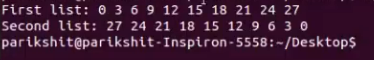 First list: 0 3 6 9 12 15 18 21 24 27
Second list: 27 24 21 18 15 12 9 6 3 0
parikshit@parikshit-Inspiron-5558:~/Desktop$